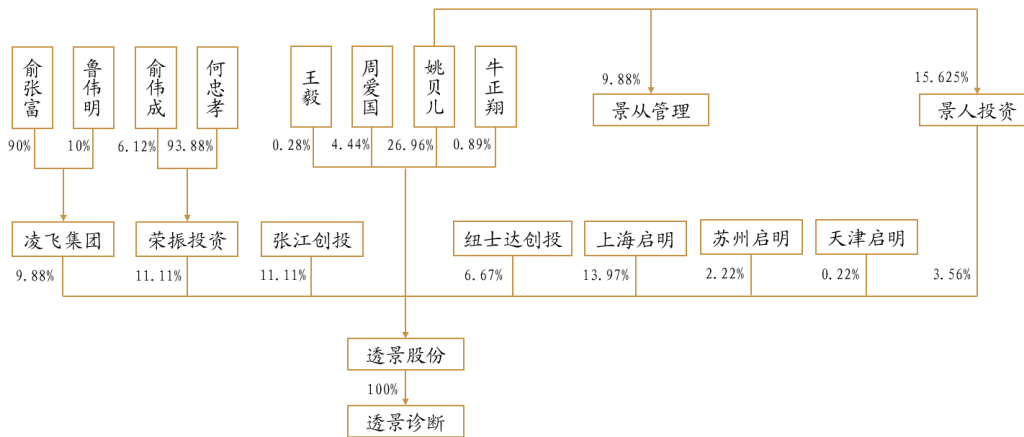 俞张富
鲁伟明
俞伟成
何忠孝
王毅
周爱国
姚贝儿
牛正翔
9.88%
15.625%
景从管理
景人投资
90%
10%
6.12%
93.88%
0.28%
4.44%
26.96%
0.89%
凌飞集团
荣振投资
张江创投
纽士达创投
上海启明
苏州启明
天津启明
9.88%
11.11%
11.11%
6.67%
13.97%
2.22%
0.22%
3.56%
透景股份
100%
透景诊断